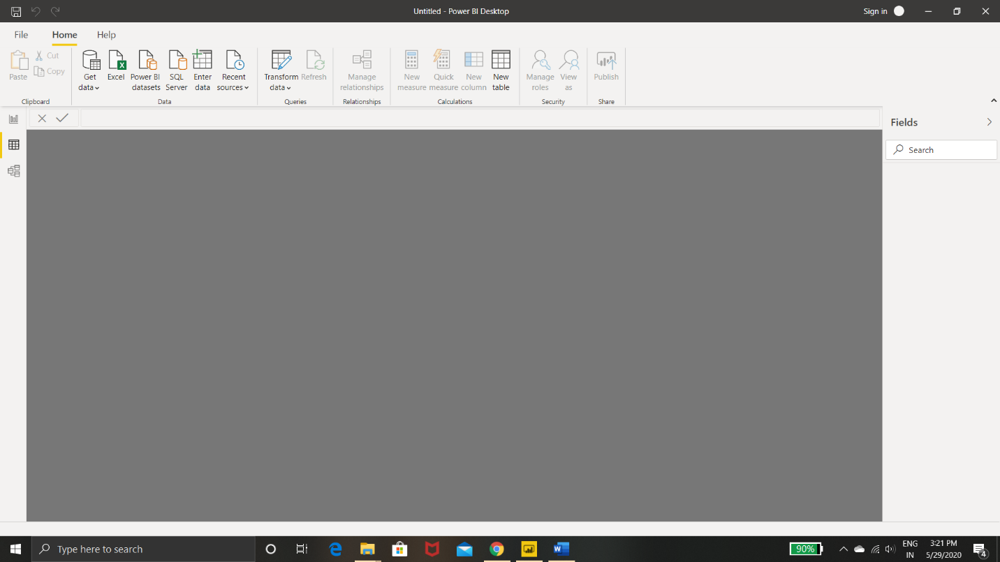 Untitled - Power BI Desktop
Sign in
File
Home
Help
Paste
Cut
Copy
Clipboard
Get
data
Excel
Power BI
datasets
SQL
Server
Enter
data
Recent
sources
Data
Transform
data
Refresh
Queries
Manage
relationships
Relationships
New
measure
Quick
measure
New
column
New
table
Calculations
Manage
roles
View
as
Security
Publish
Share
Fields
Search
Type here to search
90%
ENG
IN
3:21 PM
5/29/2020
4